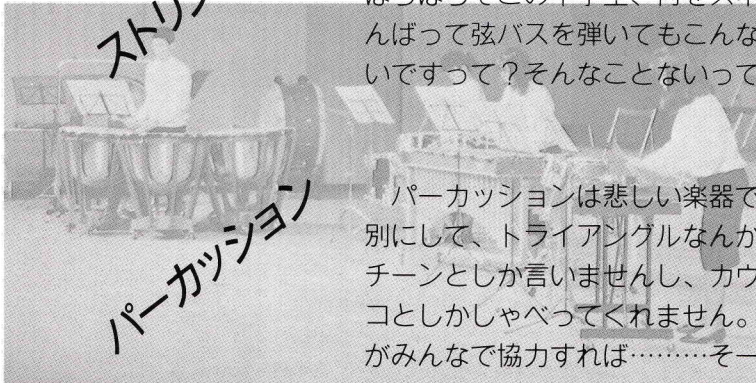 ストリン
んばって弦バスを弾いてもこんな
いですって？そんなことないって
パーカッション
パーカッションは悲しい楽器で
別にして、トライアングルなんか
チーンとしか言いませんし、カウ
コとしかしゃべってくれません。
がみんなで協力すれば………そー